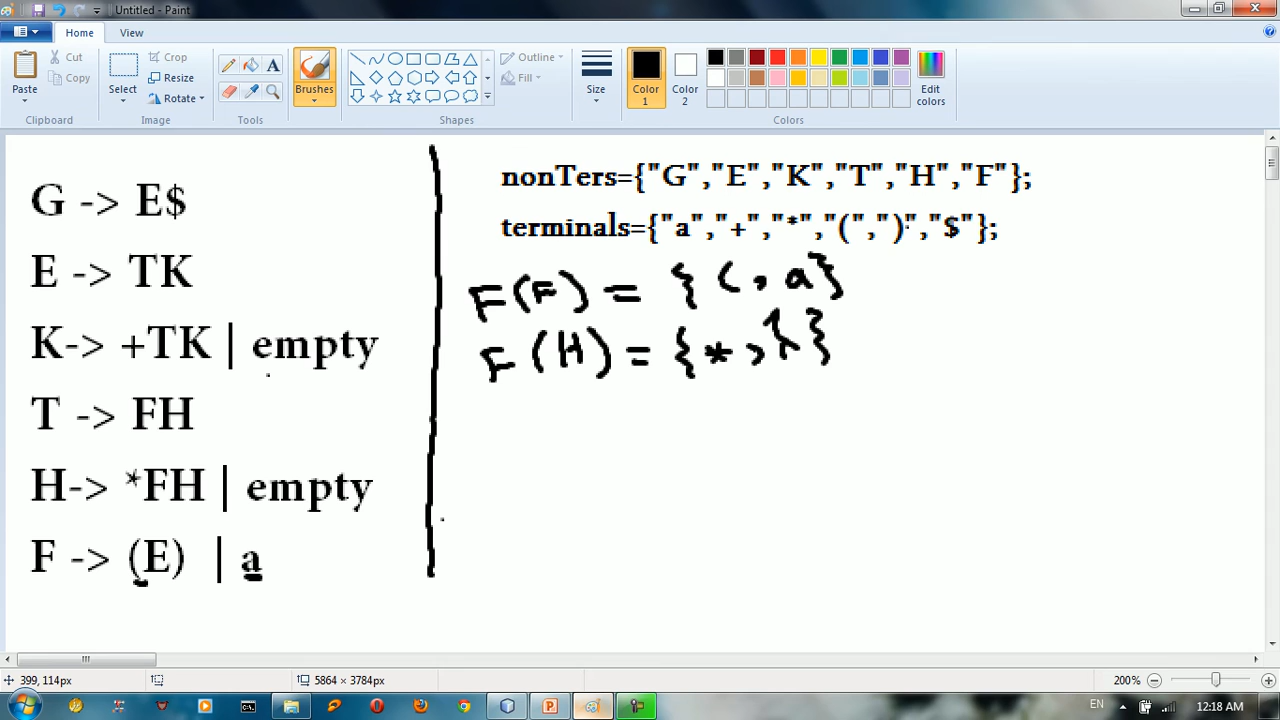 Untitled - Paint
Home
View
Paste
Cut
Copy
Clipboard
Select
Crop
Resize
Rotate
Image
Tools
Brushes
Shapes
Outline
Fill
Size
Color 1
Color 2
Edit colors
Colors
G -> E$
E -> TK
K-> +TK | empty
T -> FH
H-> *FH | empty
F -> (E) | a
nonTers={"G","E","K","T","H","F"};
terminals={"a","+","*","(",")","$"};
F(F) = { ( , a}
F(H) = { * , λ }
399, 114px
5864 × 3784px
200%
EN
12:18 AM